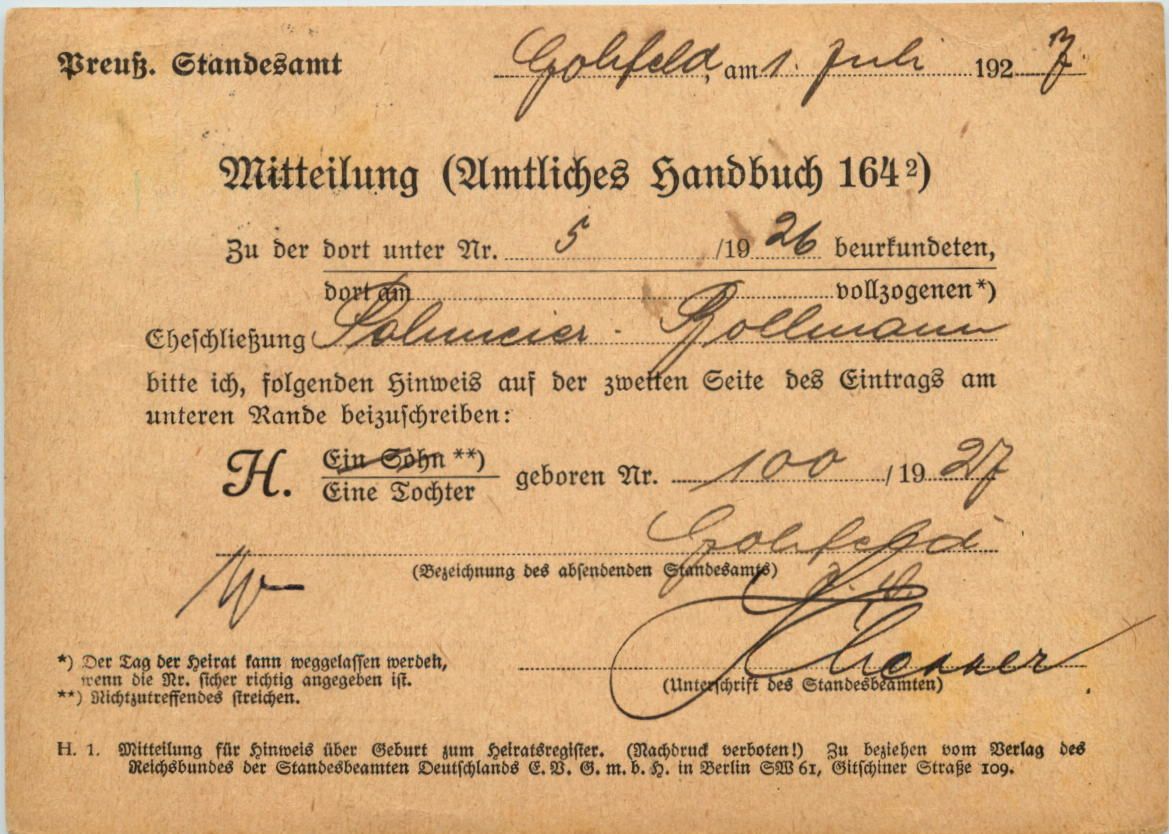 Preuß. Standesamt Gohfeld, am 1. Juli 1927
Mitteilung (Amtliches Handbuch 164²)
Zu der dort unter Nr. 5 /1926 beurkundeten,
dort am vollzogenen*)
Eheschließung Pohlmeier - Bollmann
bitte ich, folgenden Hinweis auf der zweiten Seite des Eintrags am
unteren Rande beizuschreiben:
H. Ein Sohn **)
Eine Tochter geboren Nr. 100 /1927
Gohfeld
(Bezeichnung des absendenden Standesamts)
*) Der Tag der Heirat kann weggelassen werden,
wenn die Nr. sicher richtig angegeben ist.
**) Nichtzutreffendes streichen.
(Unterschrift des Standesbeamten)
H. 1. Mitteilung für Hinweis über Geburt zum Heiratsregister. (Nachdruck verboten!) Zu beziehen vom Verlag des
Reichsbundes der Standesbeamten Deutschlands E. V. G. m. b. H. in Berlin SW 61, Gitschiner Straße 109.